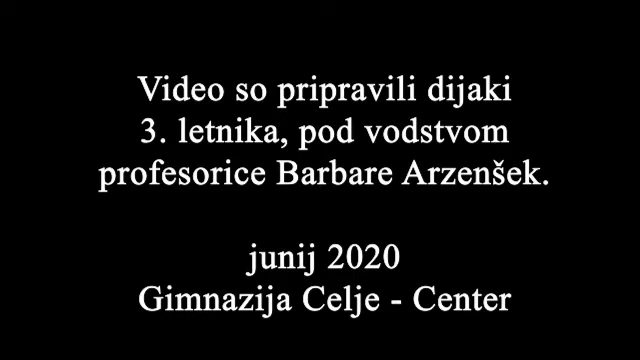 Video so pripravili dijaki
3. letnika, pod vodstvom
profesorice Barbare Arzenšek.
junij 2020
Gimnazija Celje - Center